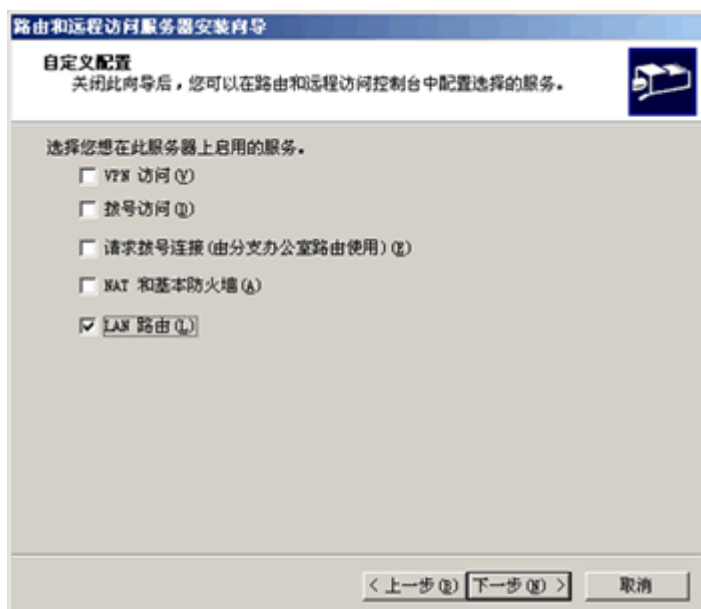 路由和远程访问服务器安装向导
自定义配置
关闭此向导后，您可以在路由和远程访问控制台中配置选择的服务。
选择您想在此服务器上启用的服务。
VPN 访问(V)
拨号访问(D)
请求拨号连接(由分支办公室路由使用)(E)
NAT 和基本防火墙(A)
LAN 路由(L)
< 上一步(B) 下一步(N) > 取消